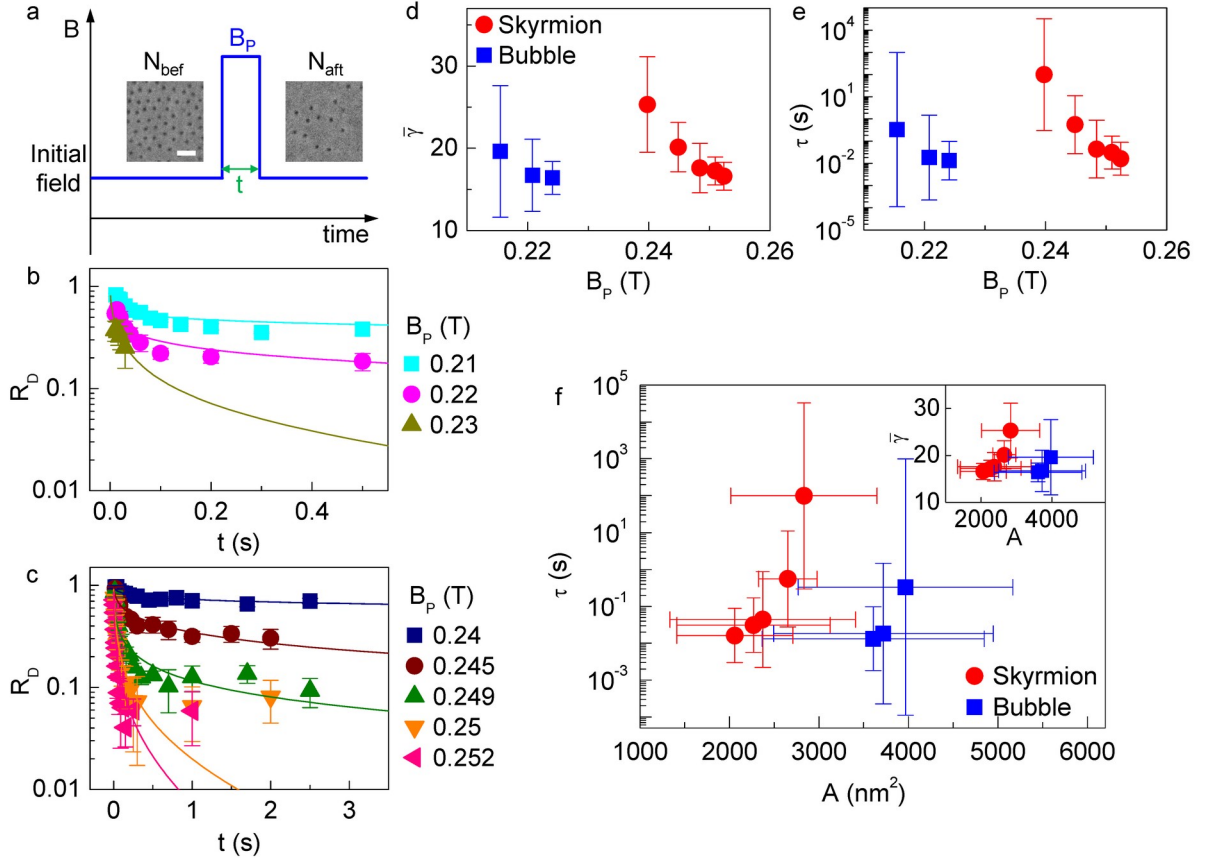 a
B
B_P
N_bef
N_aft
Initial
field
t
time
b
1
0.1
0.01
R_D
0.0 0.2 0.4
t (s)
B_P (T)
0.21
0.22
0.23
c
1
0.1
0.01
R_D
0 1 2 3
t (s)
B_P (T)
0.24
0.245
0.249
0.25
0.252
d
Skyrmion
Bubble
30
20
10
γ̄
0.22 0.24 0.26
B_P (T)
e
10^4
10^1
10^-2
10^-5
τ (s)
0.22 0.24 0.26
B_P (T)
f
10^5
10^3
10^1
10^-1
10^-3
τ (s)
1000 2000 3000 4000 5000 6000
A (nm²)
30
20
10
γ̄
2000 4000
A
Skyrmion
Bubble